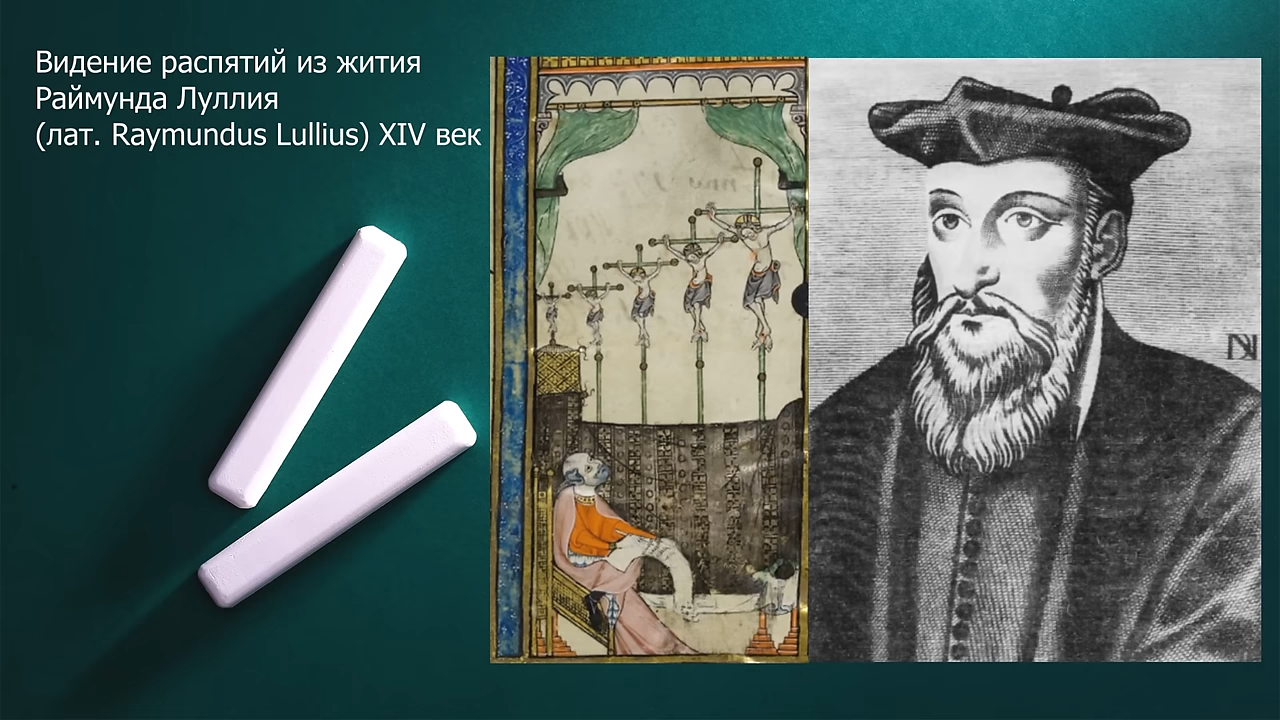 Видение распятий из жития
Раймунда Луллия
(лат. Raymundus Lullius) XIV век